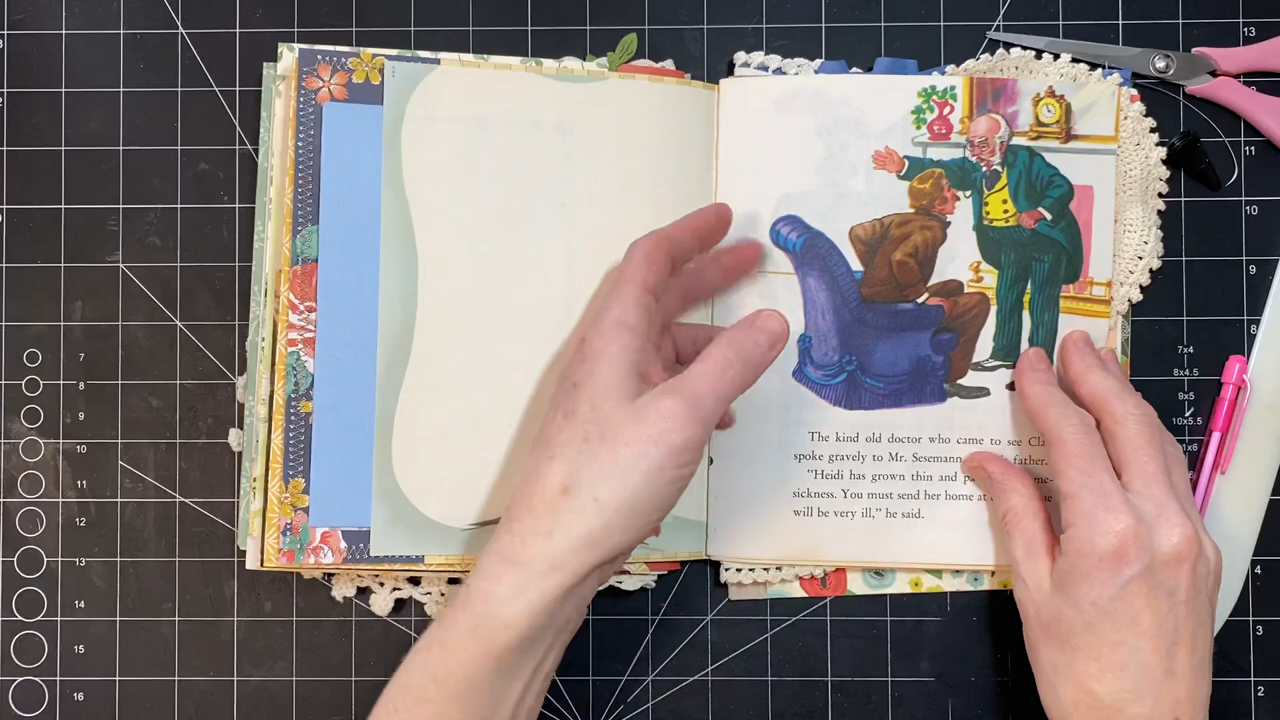 The kind old doctor who came to see Cla
spoke gravely to Mr. Sesemann, father.
"Heidi has grown thin and me-
sickness. You must send her home at
will be very ill," he said.
13
11
10
9
8
7x4
8x4.5
9x5
10x5.5
4
3
2
7
8
9
10
11
12
13
14
15
16